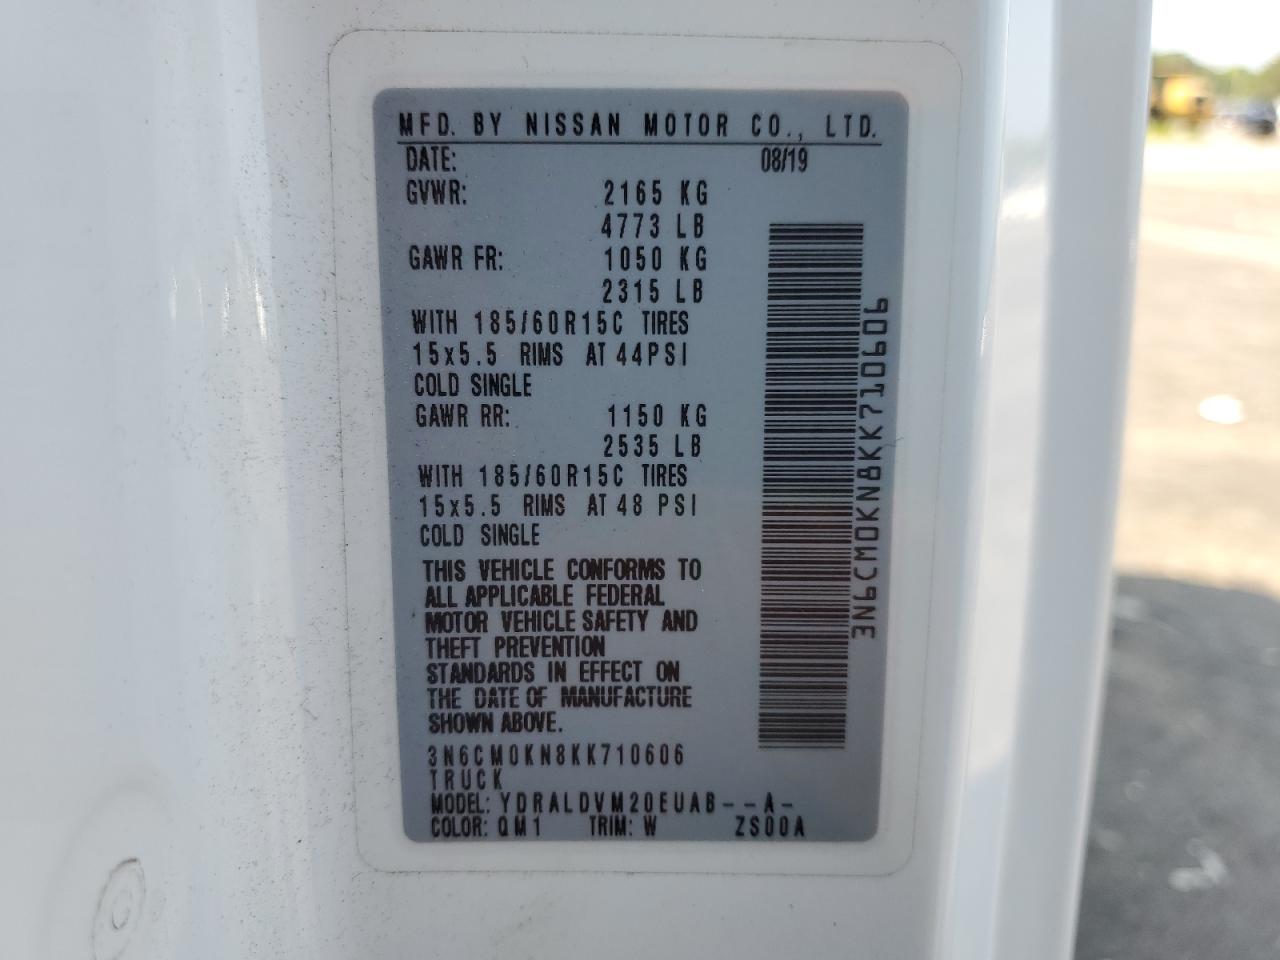 MFD. BY NISSAN MOTOR CO., LTD.
DATE: 08/19
GVWR: 2165 KG
4773 LB
GAWR FR: 1050 KG
2315 LB
WITH 185/60R15C TIRES
15x5.5 RIMS AT 44PSI
COLD SINGLE
GAWR RR: 1150 KG
2535 LB
WITH 185/60R15C TIRES
15x5.5 RIMS AT 48 PSI
COLD SINGLE
THIS VEHICLE CONFORMS TO
ALL APPLICABLE FEDERAL
MOTOR VEHICLE SAFETY AND
THEFT PREVENTION
STANDARDS IN EFFECT ON
THE DATE OF MANUFACTURE
SHOWN ABOVE.
3N6CM0KN8KK710606
TRUCK
MODEL: YDRALDVM20EUAB--A-
COLOR: QM1 TRIM: W ZS00A
3N6CM0KN8KK710606